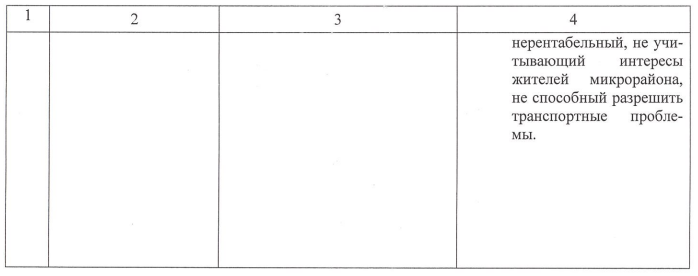 1 2 3 4
нерентабельный, не учи-
тывающий интересы
жителей микрорайона,
не способный разрешить
транспортные пробле-
мы.